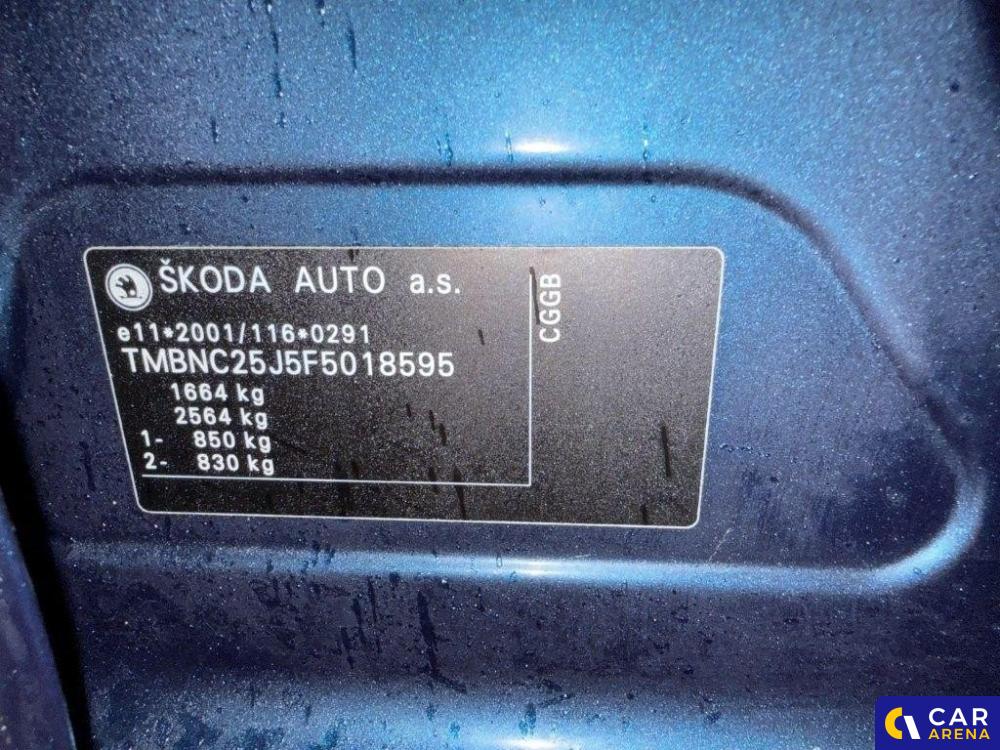 ŠKODA AUTO a.s.
CGGB
e11*2001/116*0291
TMBNC25J5F5018595
1664 kg
2564 kg
1- 850 kg
2- 830 kg
CAR
ARENA